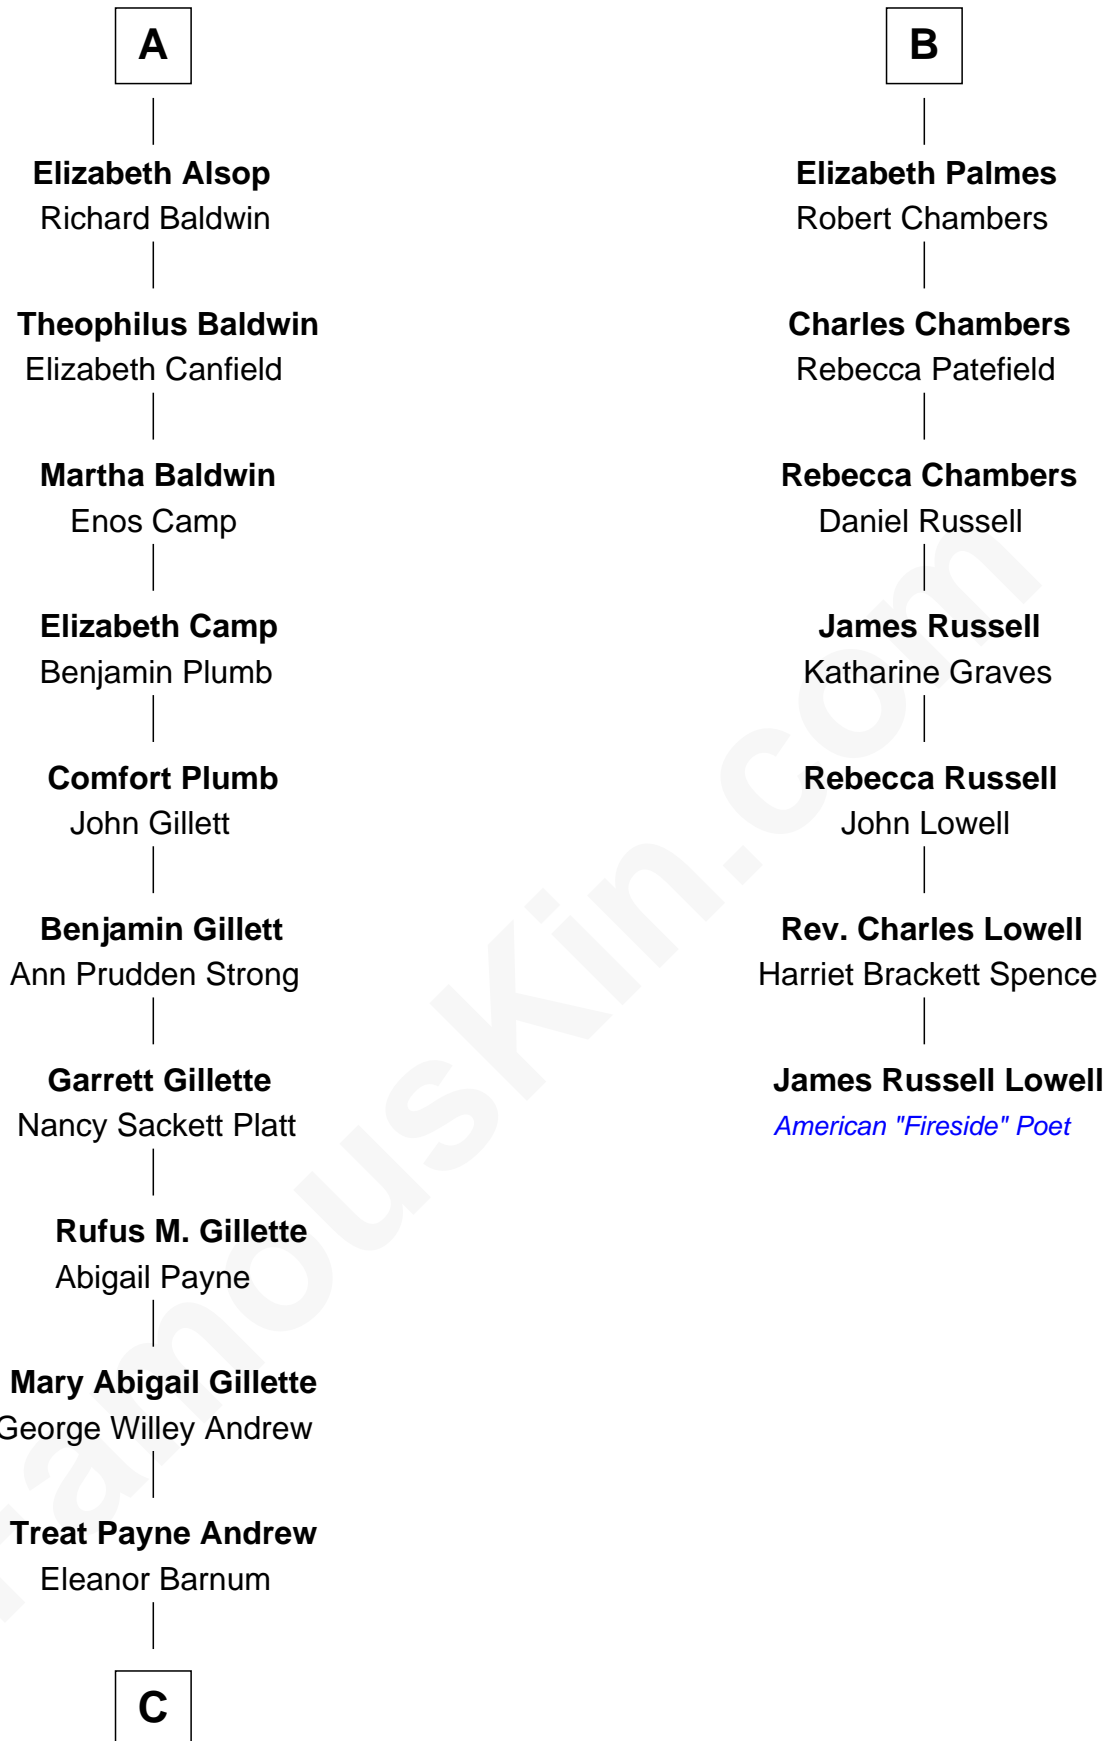 A
Elizabeth Alsop
Richard Baldwin
Theophilus Baldwin
Elizabeth Canfield
Martha Baldwin
Enos Camp
Elizabeth Camp
Benjamin Plumb
Comfort Plumb
John Gillett
Benjamin Gillett
Ann Prudden Strong
Garrett Gillette
Nancy Sackett Platt
Rufus M. Gillette
Abigail Payne
Mary Abigail Gillette
George Willey Andrew
Treat Payne Andrew
Eleanor Barnum
C
B
Elizabeth Palmes
Robert Chambers
Charles Chambers
Rebecca Patefield
Rebecca Chambers
Daniel Russell
James Russell
Katharine Graves
Rebecca Russell
John Lowell
Rev. Charles Lowell
Harriet Brackett Spence
James Russell Lowell
American "Fireside" Poet
FamousKin.com